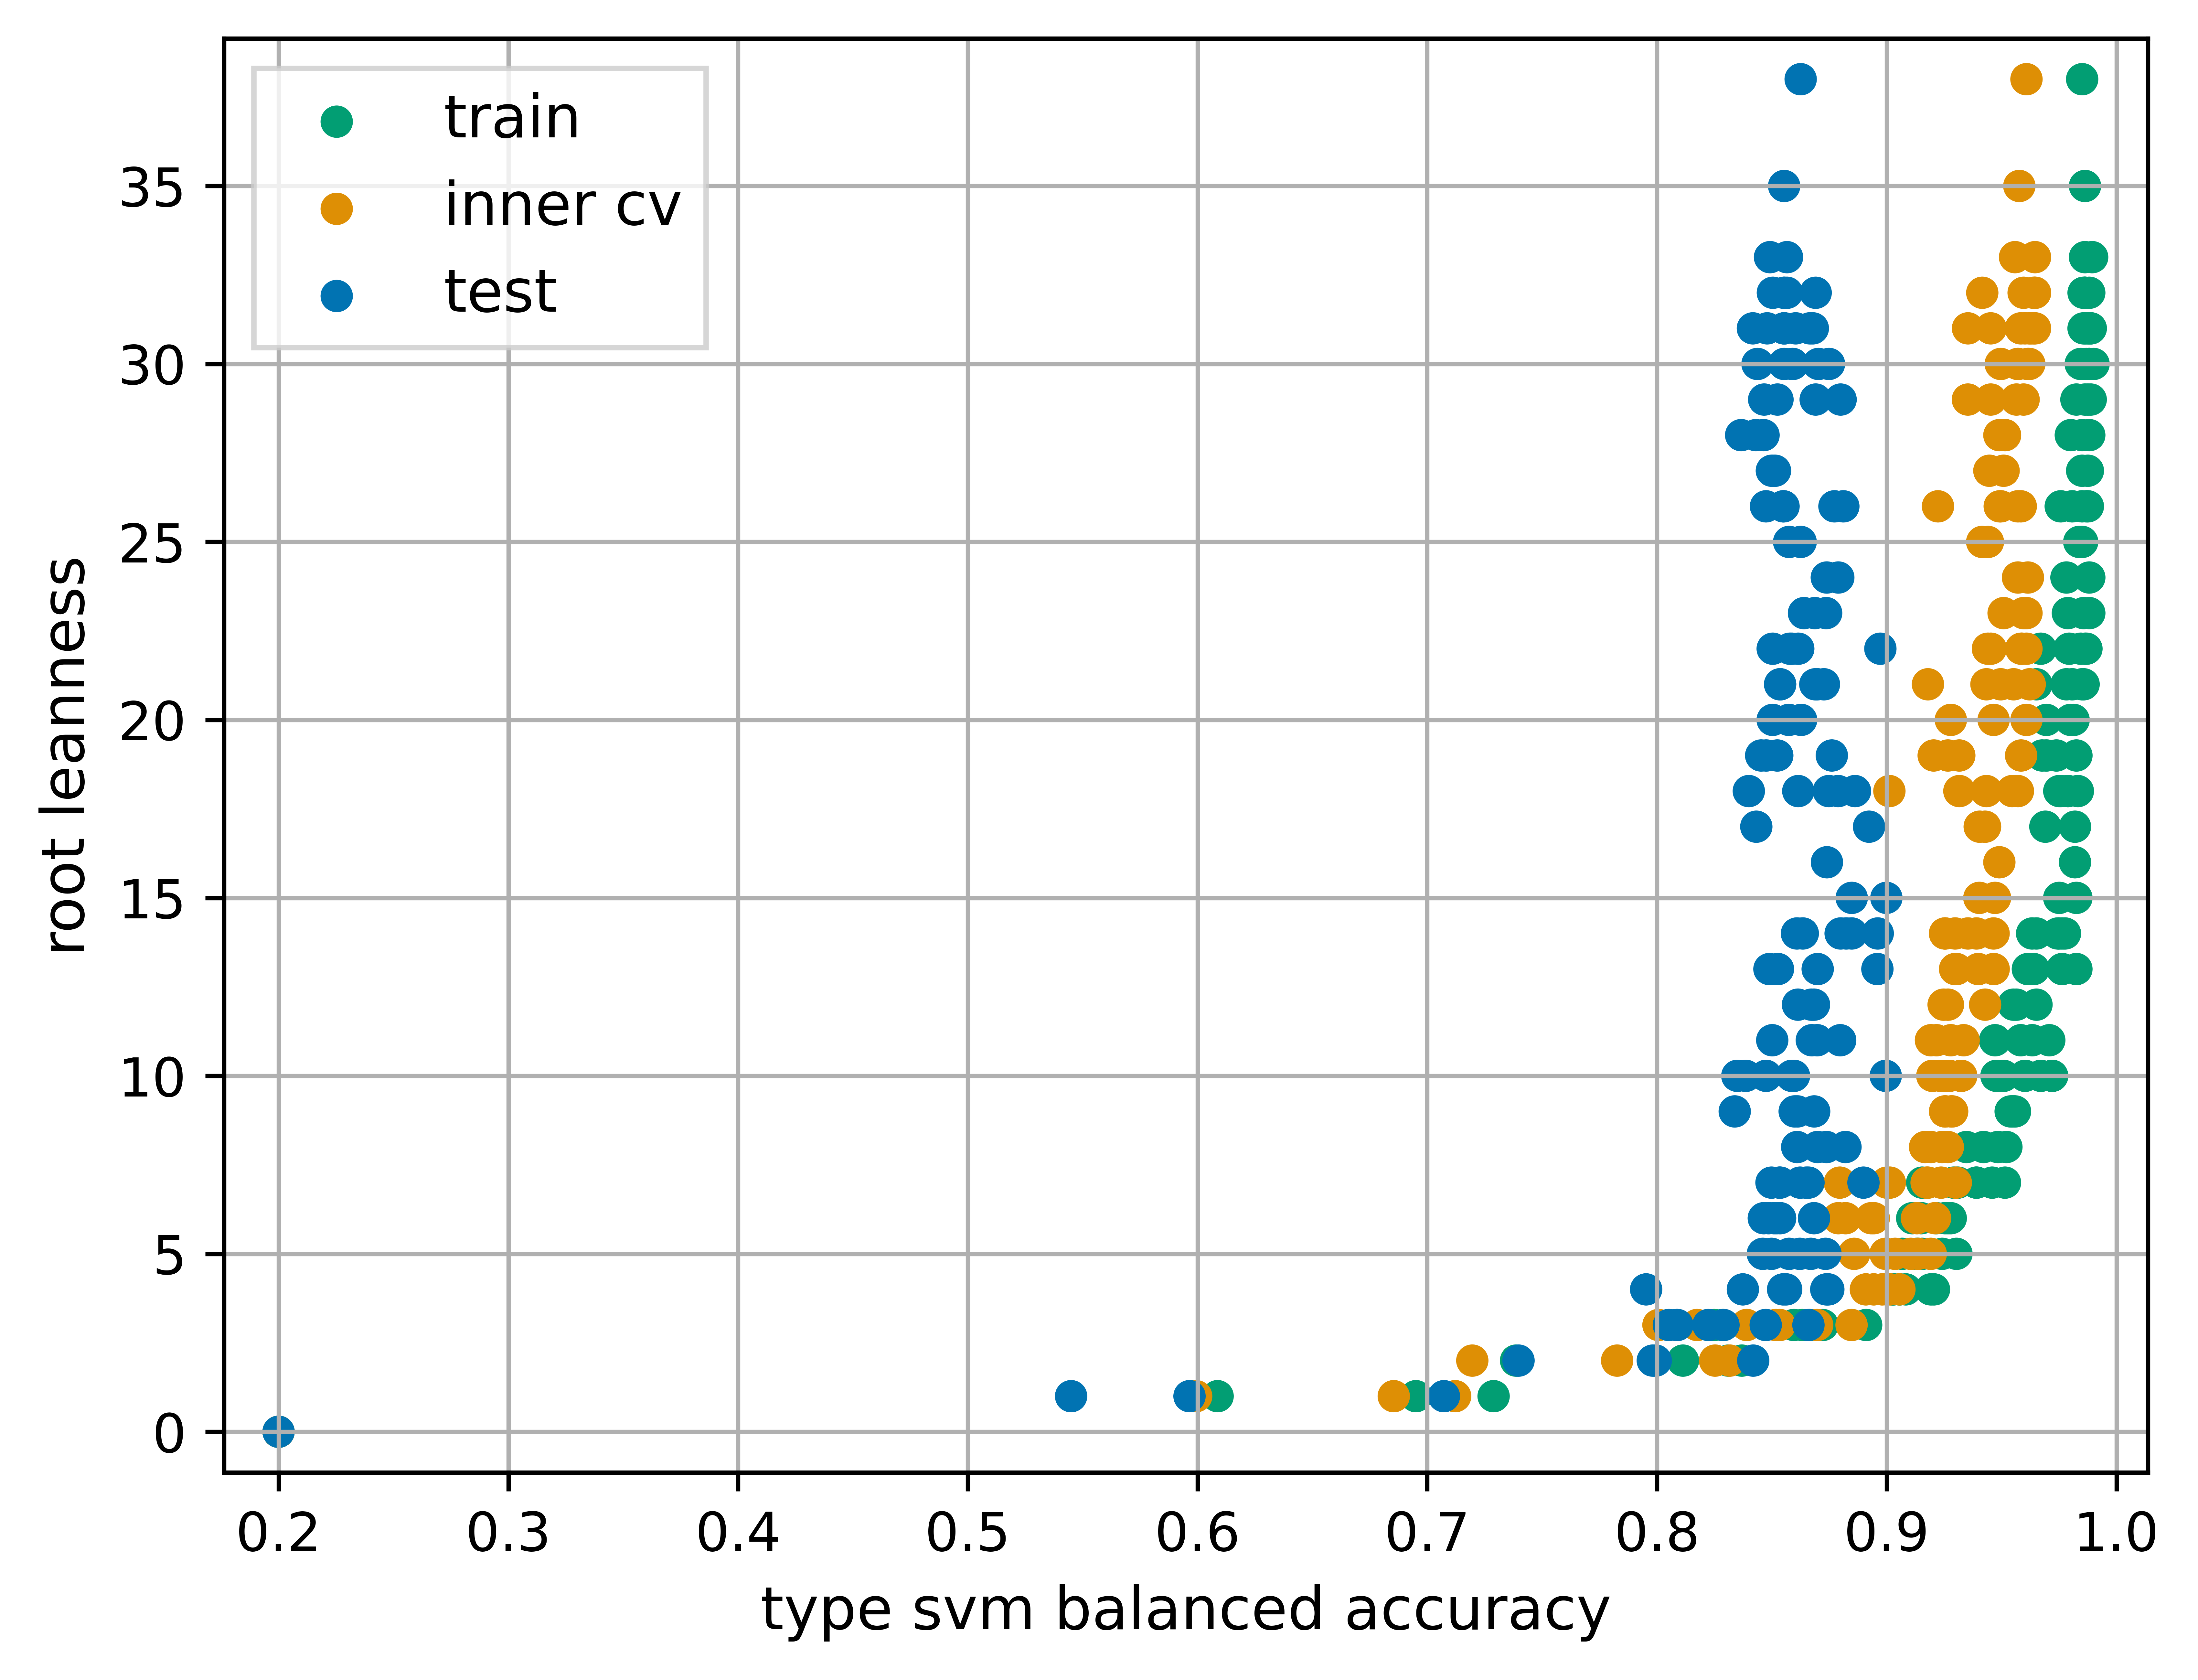 train
inner cv
test
root leanness
35
30
25
20
15
10
5
0
0.2 0.3 0.4 0.5 0.6 0.7 0.8 0.9 1.0
type svm balanced accuracy